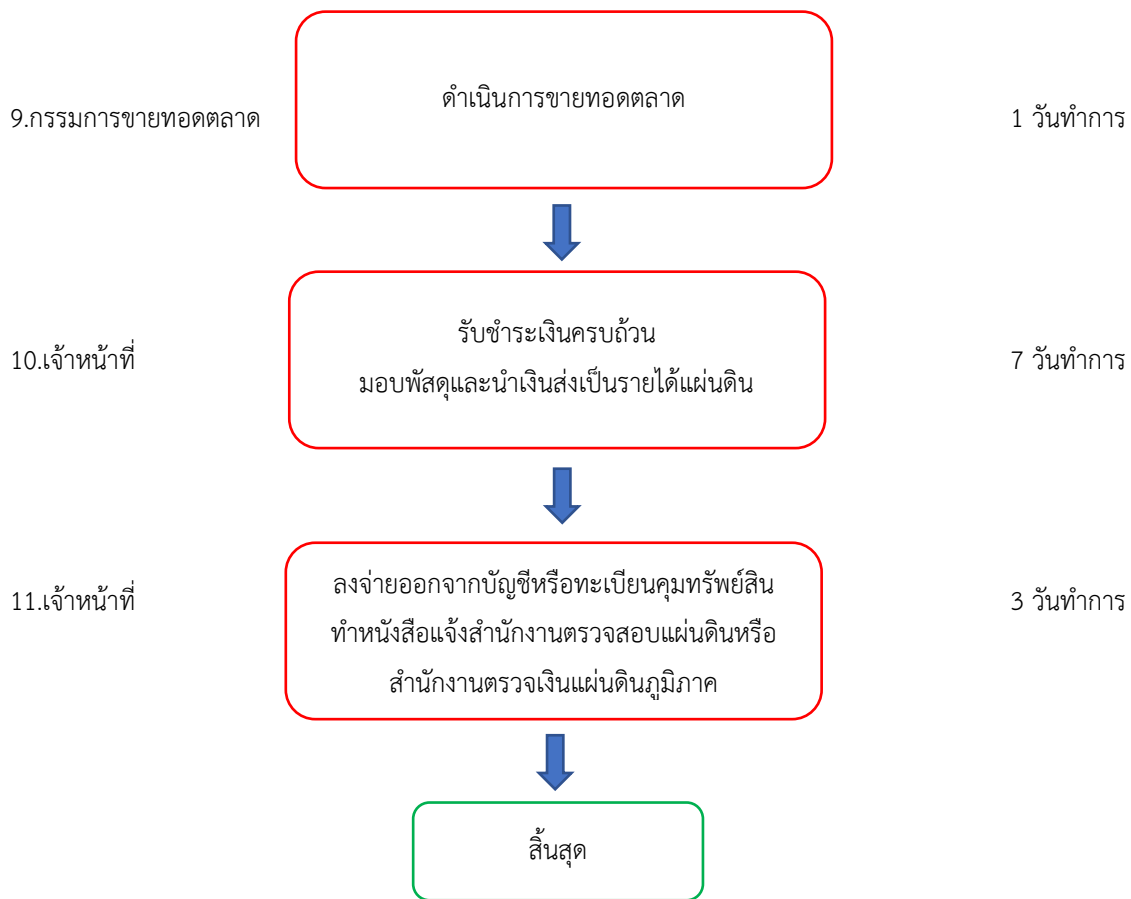 ดำเนินการขายทอดตลาด
9.กรรมการขายทอดตลาด
1 วันทำการ
รับชำระเงินครบถ้วน
10.เจ้าหน้าที่
7 วันทำการ
มอบพัสดุและนำเงินส่งเป็นรายได้แผ่นดิน
ลงจ่ายออกจากบัญชีหรือทะเบียนคุมทรัพย์สิน
11.เจ้าหน้าที่
3 วันทำการ
ทำหนังสือแจ้งสำนักงานตรวจสอบแผ่นดินหรือ
สำนักงานตรวจเงินแผ่นดินภูมิภาค
สิ้นสุด